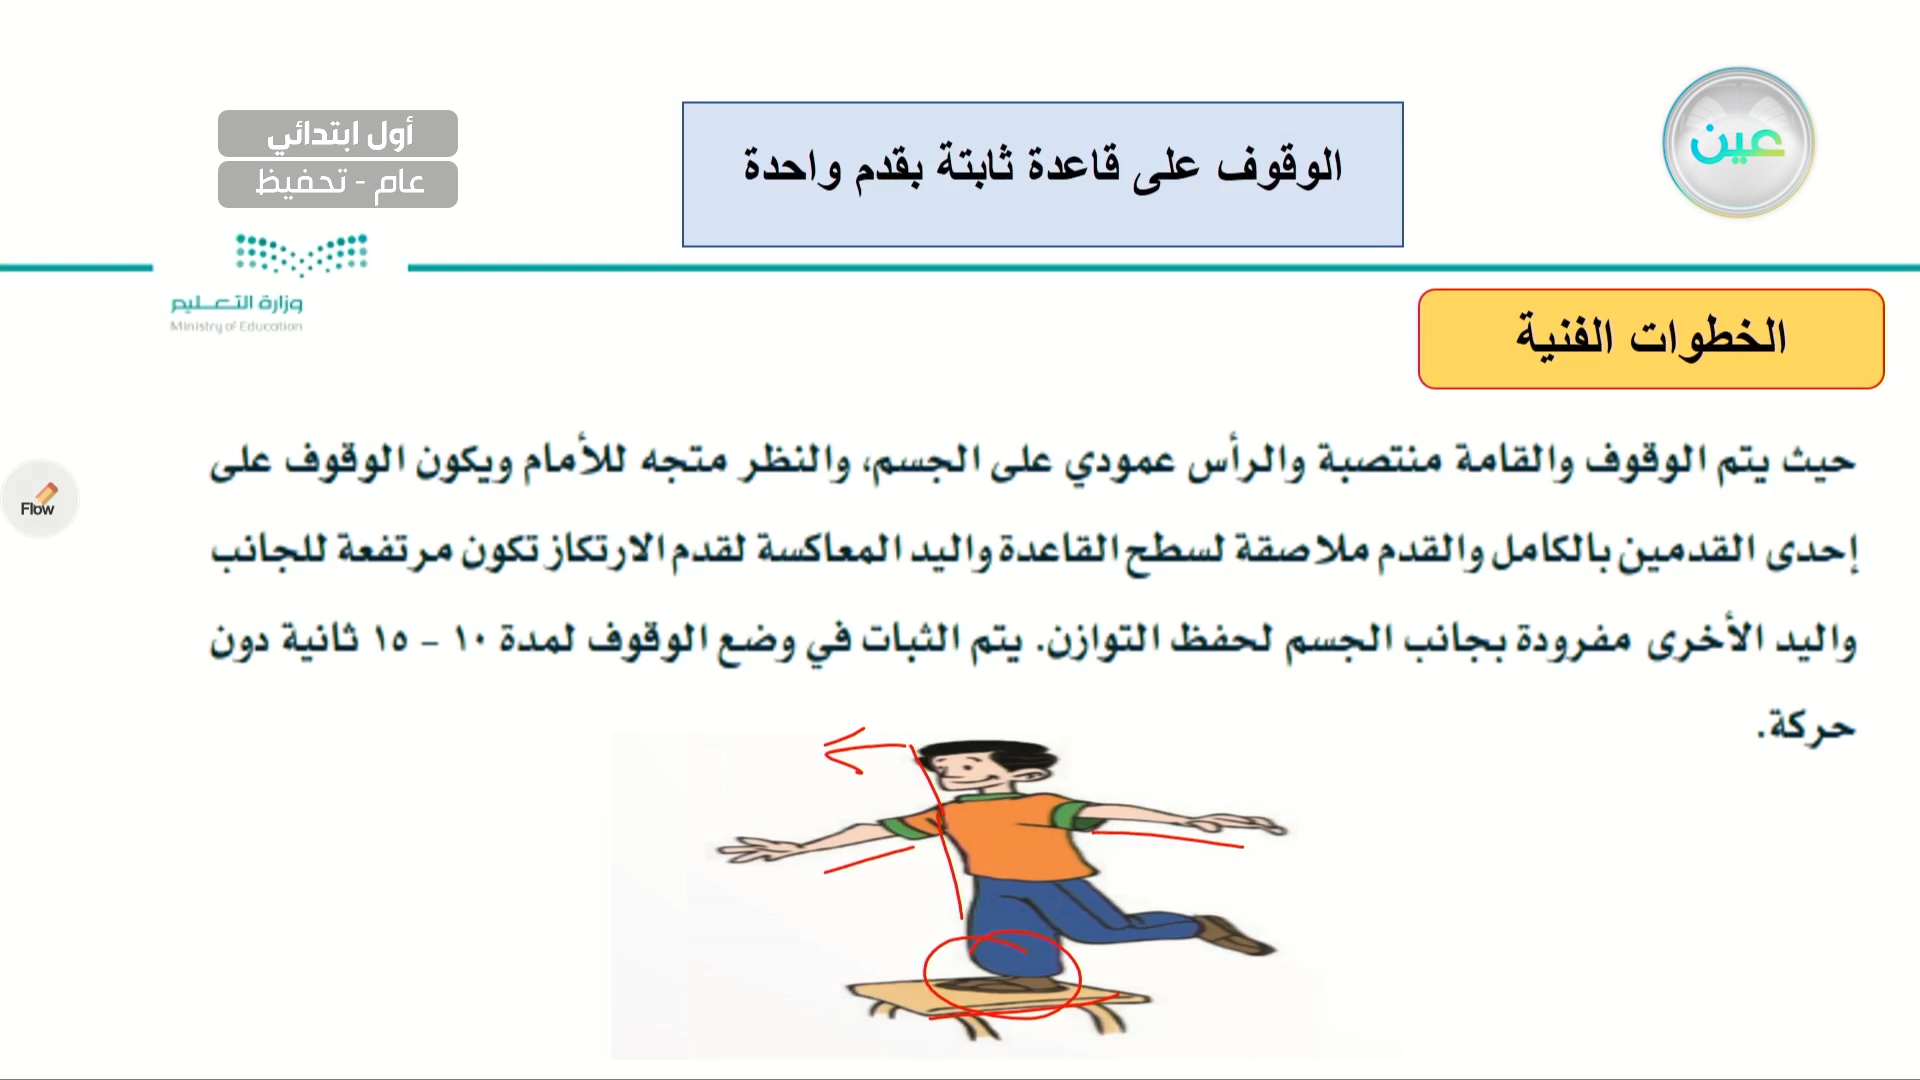 عين
الوقوف على قاعدة ثابتة بقدم واحدة
أول ابتدائي
عام - تحفيظ
وزارة التعليم
Ministry of Education
الخطوات الفنية
حيث يتم الوقوف والقامة منتصبة والرأس عمودي على الجسم، والنظر متجه للأمام ويكون الوقوف على
إحدى القدمين بالكامل والقدم ملاصقة لسطح القاعدة واليد المعاكسة لقدم الارتكاز تكون مرتفعة للجانب
واليد الأخرى مفرودة بجانب الجسم لحفظ التوازن. يتم الثبات في وضع الوقوف لمدة ١٠ - ١٥ ثانية دون
حركة.
Flow